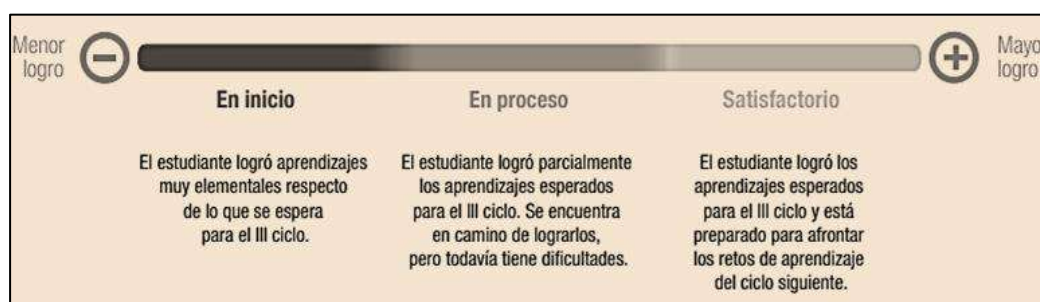 Menor
logro
Mayo
logro
En inicio
El estudiante logró aprendizajes
muy elementales respecto
de lo que se espera
para el III ciclo.
En proceso
El estudiante logró parcialmente
los aprendizajes esperados
para el III ciclo. Se encuentra
en camino de lograrlos,
pero todavía tiene dificultades.
Satisfactorio
El estudiante logró los
aprendizajes esperados
para el III ciclo y está
preparado para afrontar
los retos de aprendizaje
del ciclo siguiente.